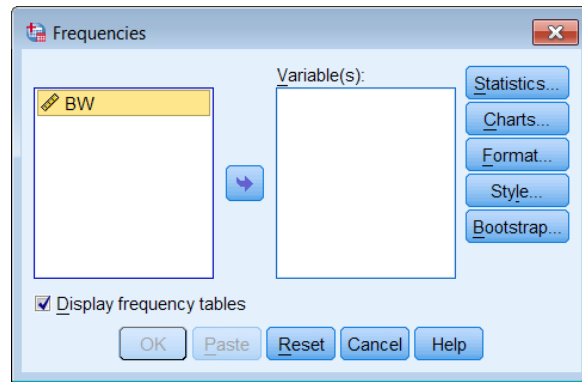 Frequencies
Variable(s):
BW
Statistics...
Charts...
Format...
Style...
Bootstrap...
Display frequency tables
OK Paste Reset Cancel Help